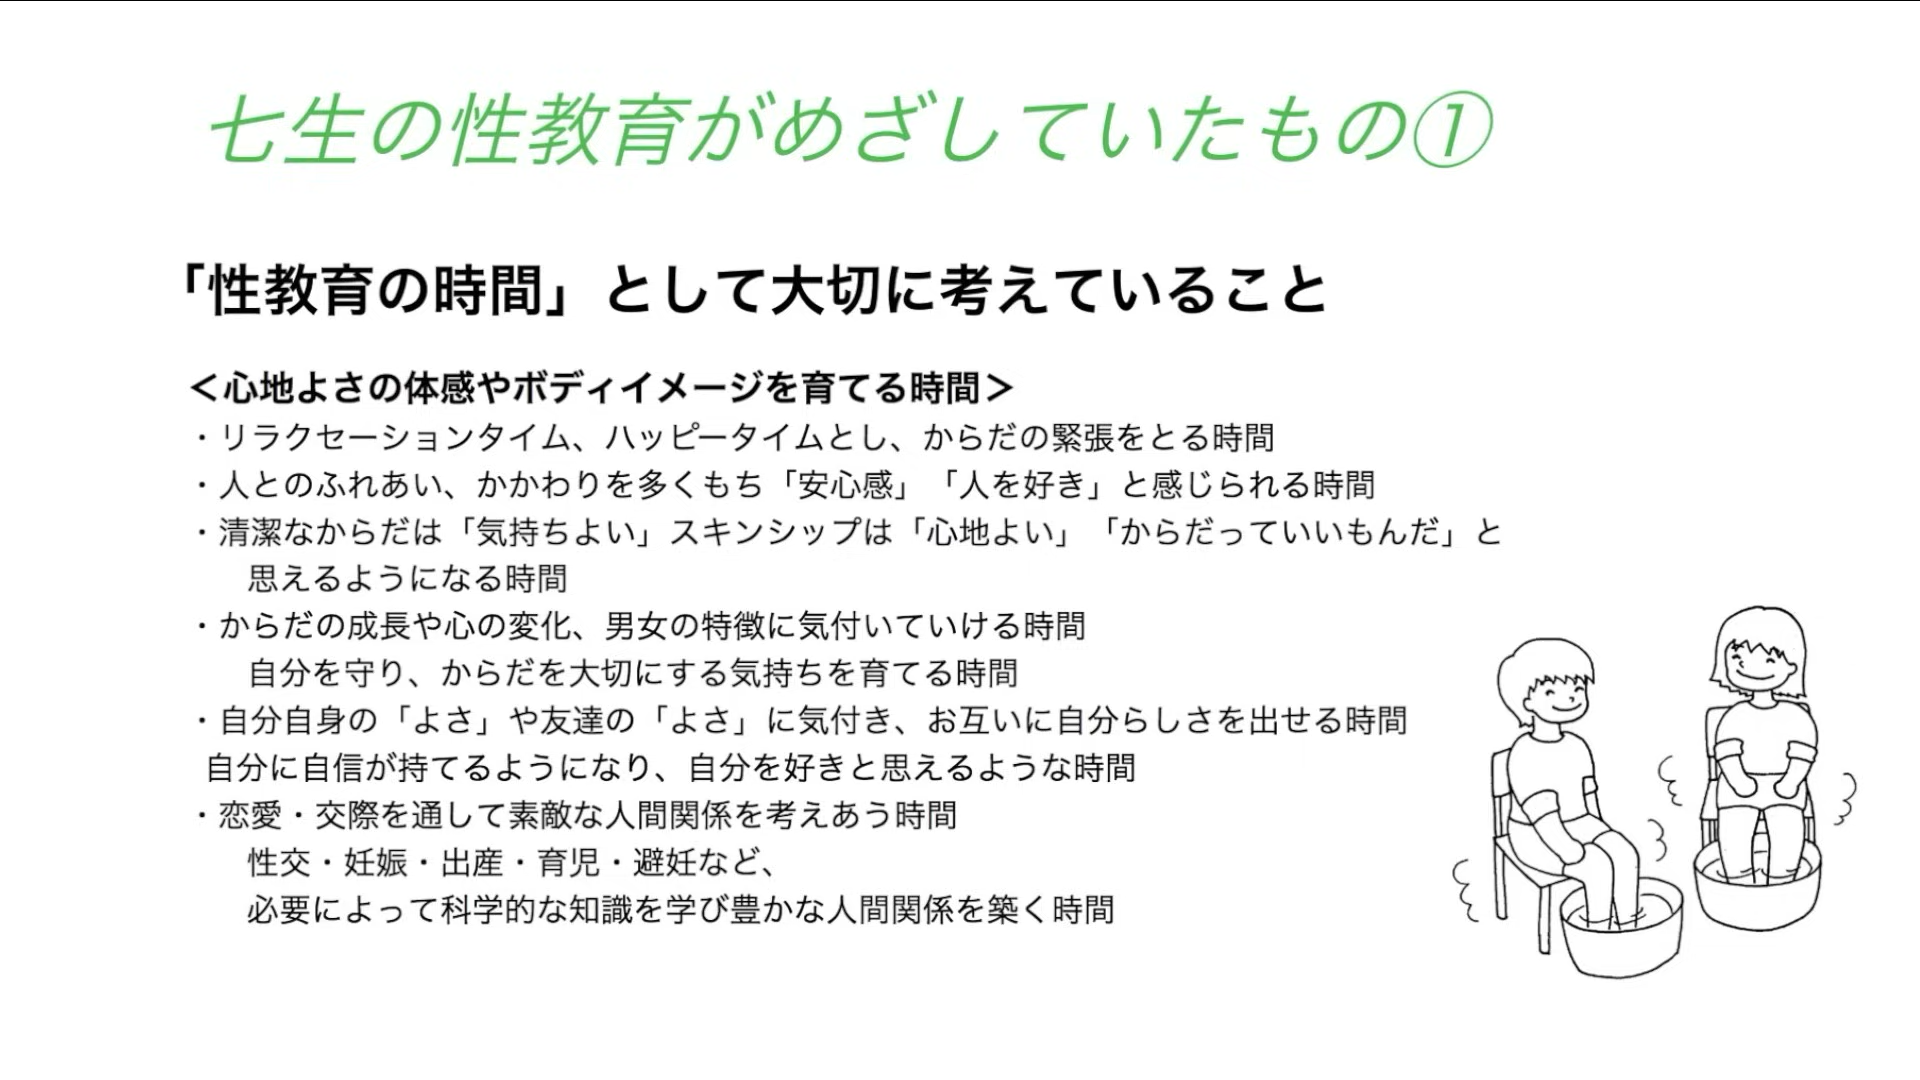 七生の性教育がめざしていたもの①
「性教育の時間」として大切に考えていること
＜心地よさの体感やボディイメージを育てる時間＞
・リラクセーションタイム、ハッピータイムとし、からだの緊張をとる時間
・人とのふれあい、かかわりを多くもち「安心感」「人を好き」と感じられる時間
・清潔なからだは「気持ちよい」スキンシップは「心地よい」「からだっていいもんだ」と
思えるようになる時間
・からだの成長や心の変化、男女の特徴に気付いていける時間
自分を守り、からだを大切にする気持ちを育てる時間
・自分自身の「よさ」や友達の「よさ」に気付き、お互いに自分らしさを出せる時間
自分に自信が持てるようになり、自分を好きと思えるような時間
・恋愛・交際を通して素敵な人間関係を考えあう時間
性交・妊娠・出産・育児・避妊など、
必要によって科学的な知識を学び豊かな人間関係を築く時間